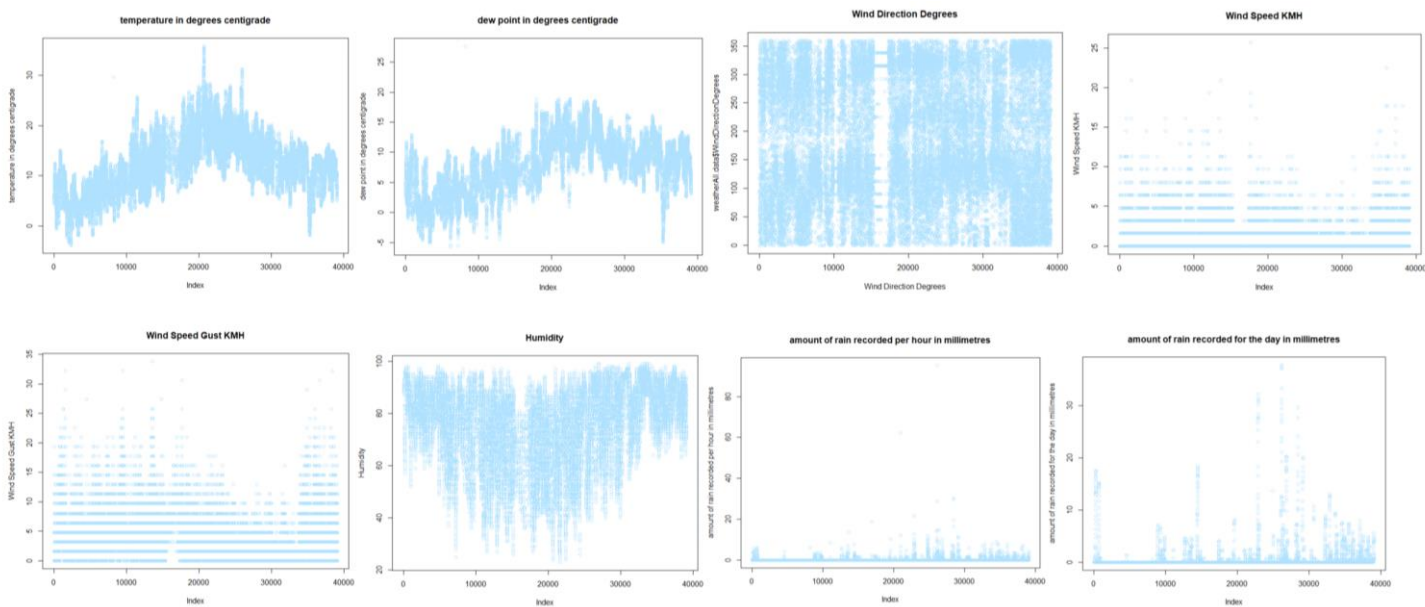 temperature in degrees centigrade
temperature in degrees centigrade
30
20
10
0
0 10000 20000 30000 40000
Index
dew point in degrees centigrade
dew point in degrees centigrade
25
20
15
10
5
0
-5
0 10000 20000 30000 40000
Index
Wind Direction Degrees
weatherAll.data$WindDirectionDegrees
350
300
250
200
150
100
50
0
0 10000 20000 30000 40000
Wind Direction Degrees
Wind Speed KMH
Wind Speed KMH
25
20
15
10
5
0
0 10000 20000 30000 40000
Index
Wind Speed Gust KMH
Wind Speed Gust KMH
35
30
25
20
15
10
5
0
0 10000 20000 30000 40000
Index
Humidity
Humidity
100
80
60
40
20
0 10000 20000 30000 40000
Index
amount of rain recorded per hour in millimetres
amount of rain recorded per hour in millimetres
80
60
40
20
0
0 10000 20000 30000 40000
Index
amount of rain recorded for the day in millimetres
amount of rain recorded for the day in millimetres
30
20
10
0
0 10000 20000 30000 40000
Index